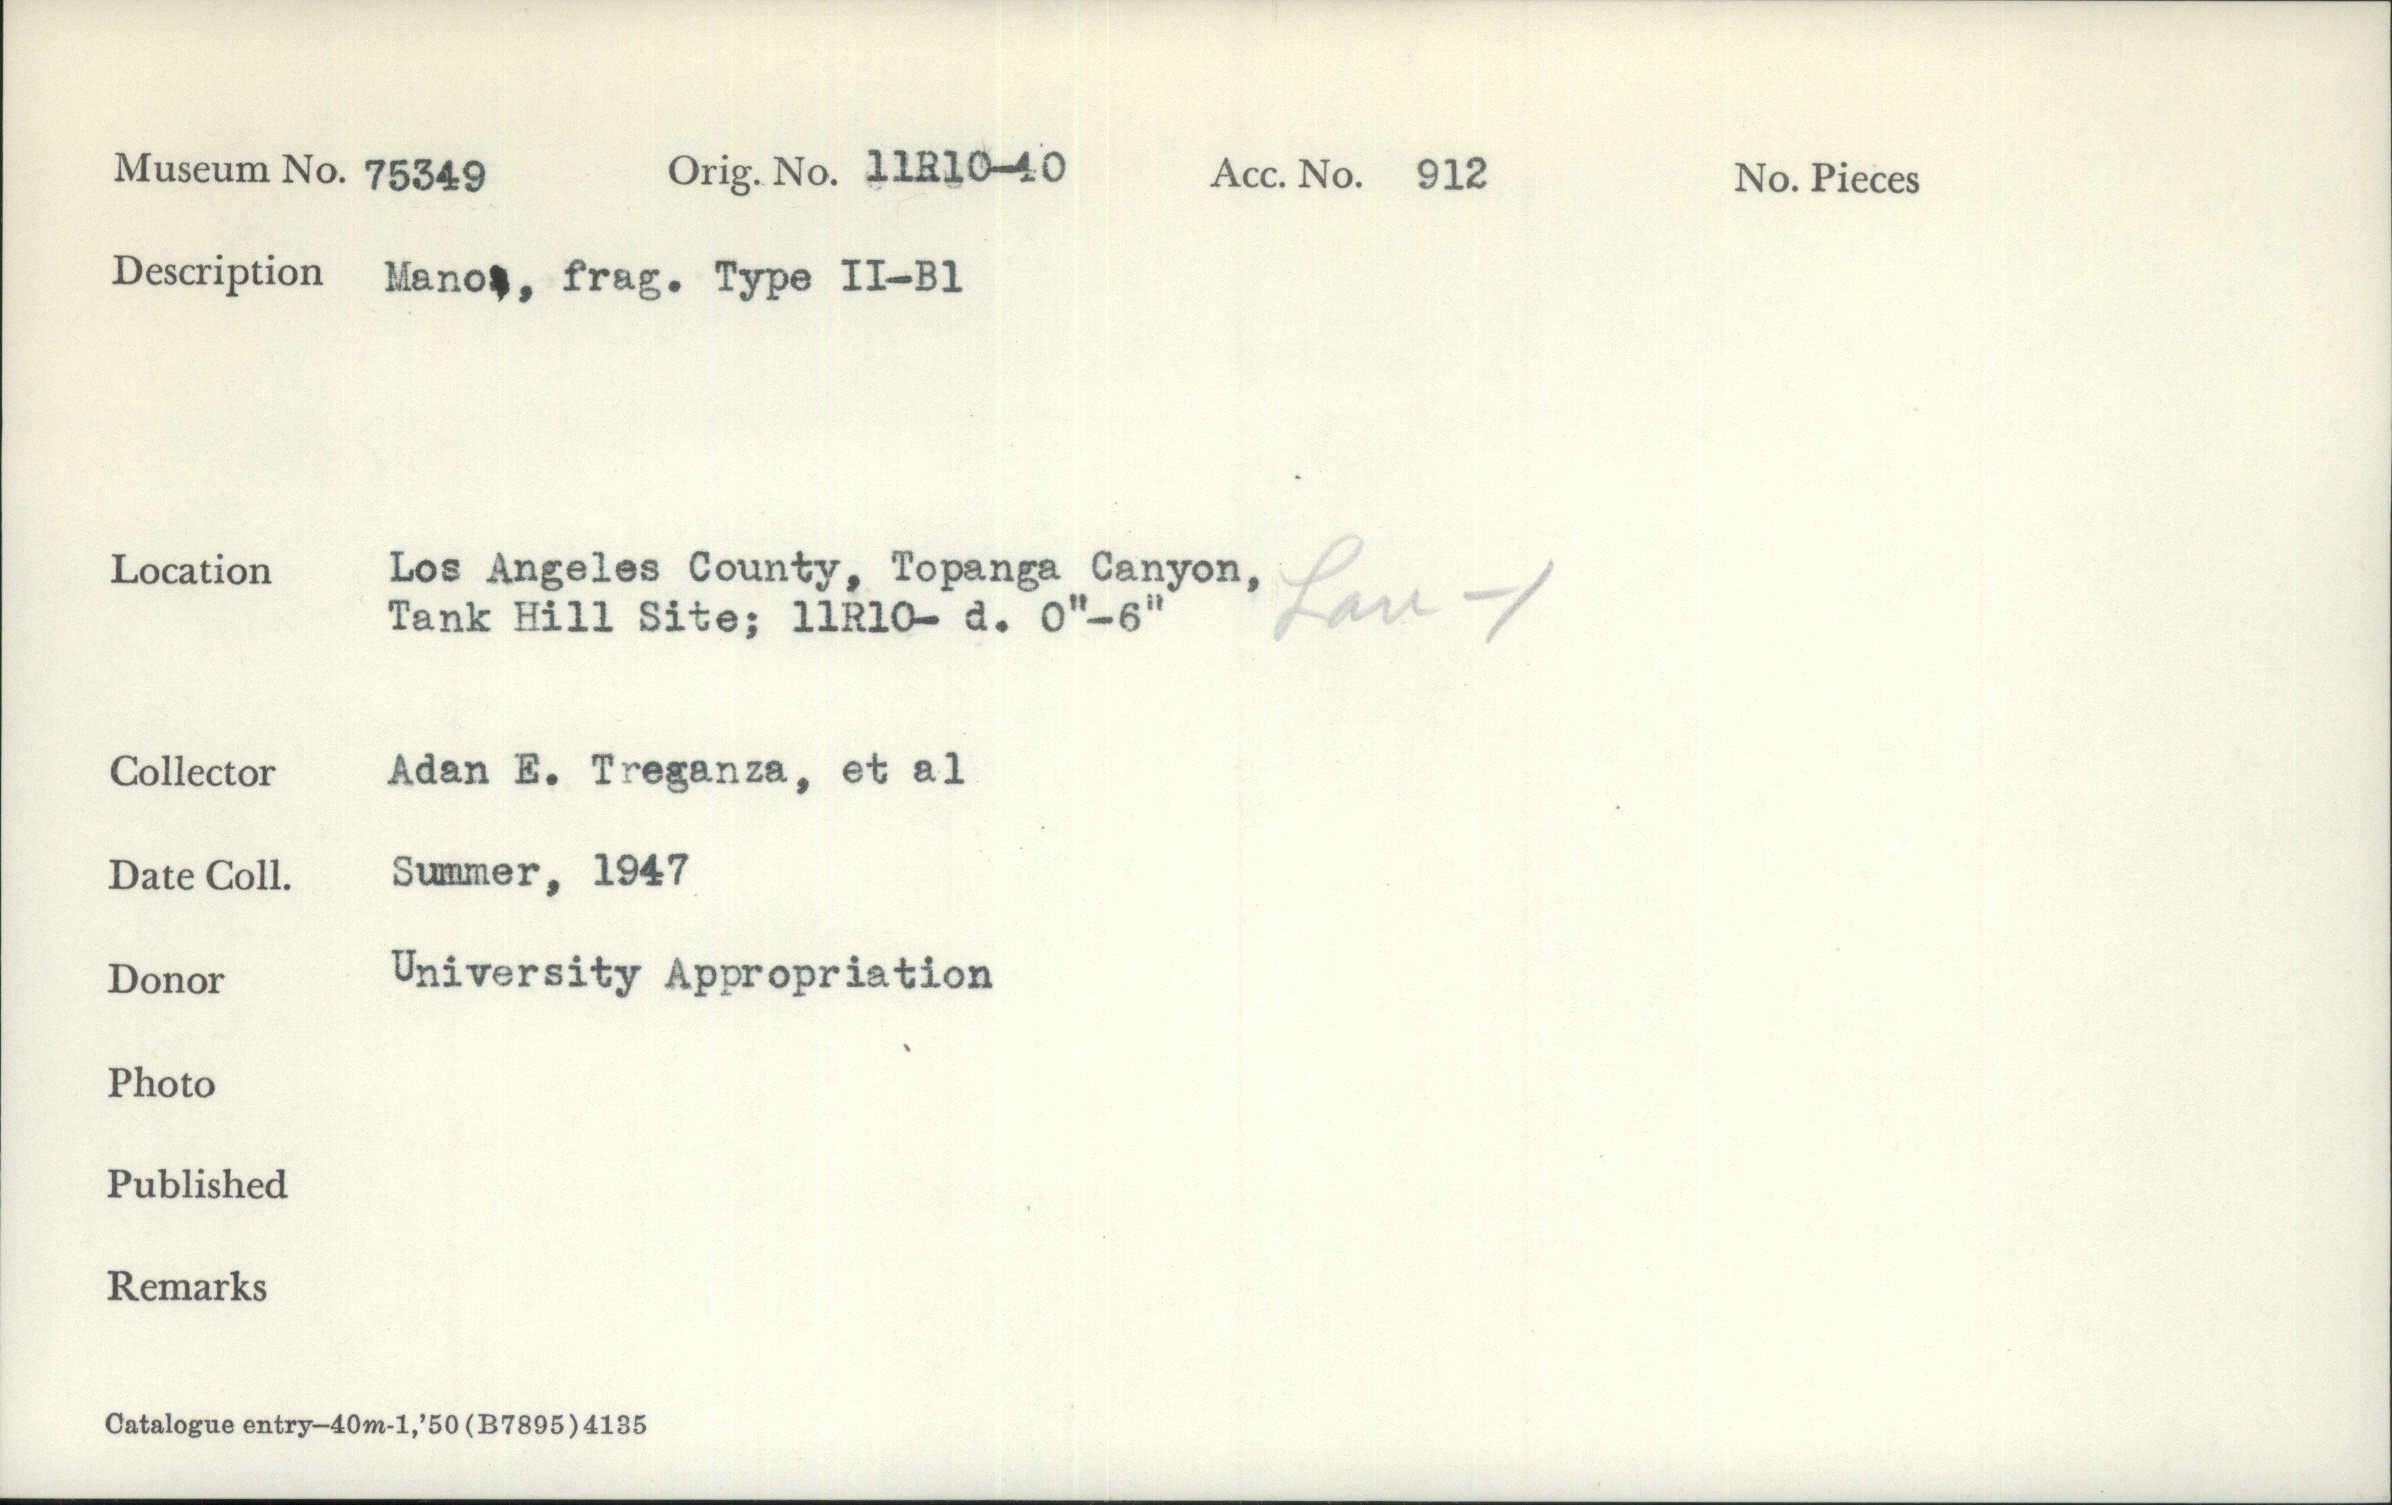 Museum No. 75349 Orig. No. 11R10-40 Acc. No. 912 No. Pieces
Description Mano, frag. Type II-B1
Location Los Angeles County, Topanga Canyon,
Tank Hill Site; 11R10- d. 0"-6" Lan-1
Collector Adan E. Treganza, et al
Date Coll. Summer, 1947
Donor University Appropriation
Photo
Published
Remarks
Catalogue entry—40m-1,'50(B7895)4135